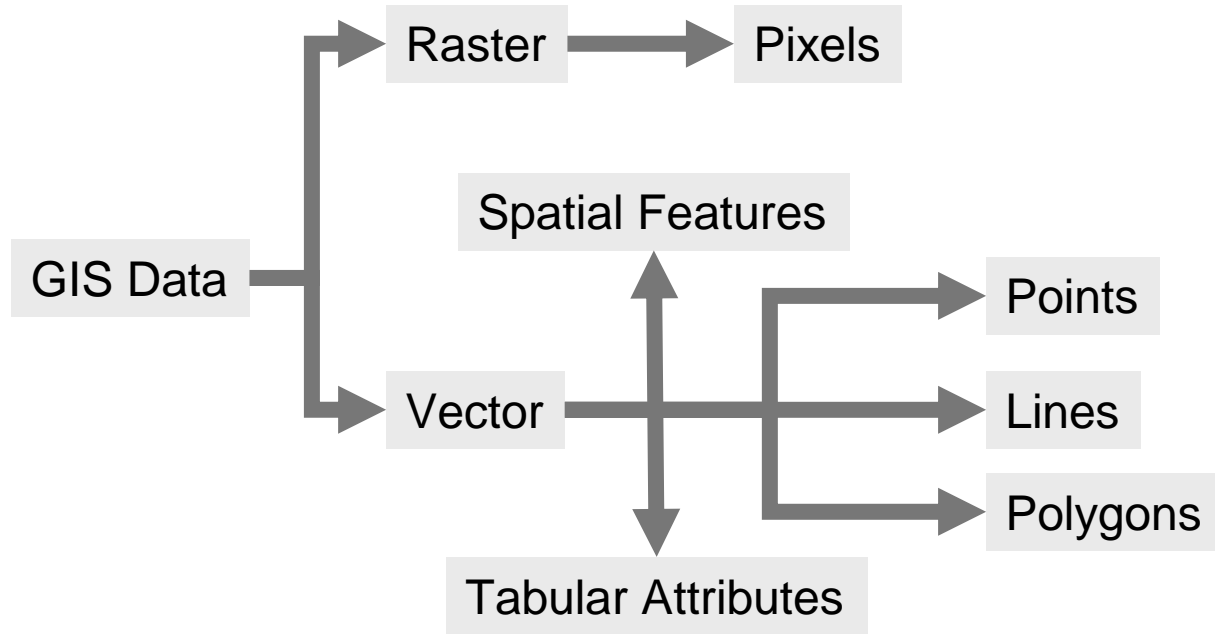 Raster
Pixels
Spatial Features
GIS Data
Points
Vector
Lines
Polygons
Tabular Attributes